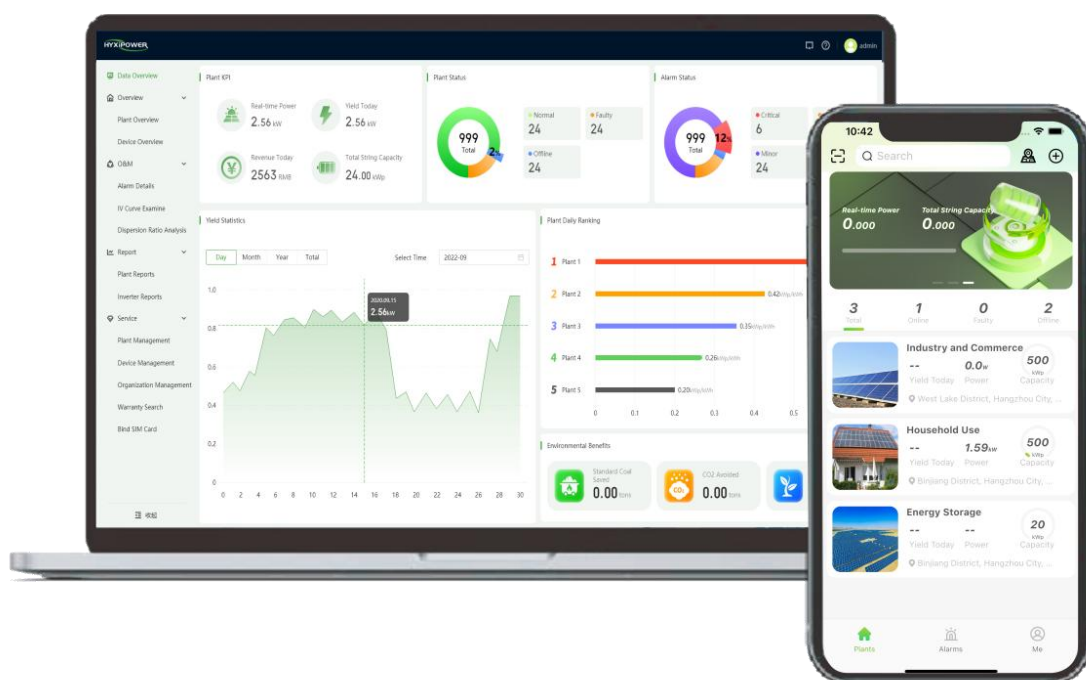 HYXiPOWER
admin
Data Overview
Overview
Plant Overview
Device Overview
O&M
Alarm Details
IV Curve Examine
Dispersion Ratio Analysis
Report
Plant Reports
Inverter Reports
Service
Plant Management
Device Management
Organization Management
Warranty Search
Bind SIM Card
收起
Plant KPI
Real-time Power
2.56 kW
Yield Today
2.56 kW
Revenue Today
2563 RMB
Total String Capacity
24.00 kWp
Plant Status
999
Total
2%
Normal
24
Faulty
24
Offline
24
Alarm Status
999
Total
12%
Critical
6
Minor
24
Yield Statistics
Day Month Year Total
Select Time 2022-09
1.0
0.8
0.6
0.4
0.2
0
2020.09.15
2.56kW
0 2 4 6 8 10 12 14 16 18 20 22 24 26 28 30
Plant Daily Ranking
1 Plant 1
2 Plant 2 0.42
3 Plant 3 0.35
4 Plant 4 0.26
5 Plant 5 0.20
0 0.1 0.2 0.3 0.4 0.5
Environmental Benefits
Standard Coal
Saved
0.00 tons
CO2 Avoided
0.00 tons
CO₂
10:42
Search
Real-time Power Total String Capacity
0.000 0.000
3 1 0 2
Total Online Faulty Offline
Industry and Commerce
-- 0.0w 500
kWp
Yield Today Power Capacity
West Lake District, Hangzhou City, ...
Household Use
-- 1.59kw 500
kWp
Yield Today Power Capacity
Binjiang District, Hangzhou City, ...
Energy Storage
-- -- 20
kWp
Yield Today Power Capacity
Binjiang District, Hangzhou City, ...
Plants Alarms Me